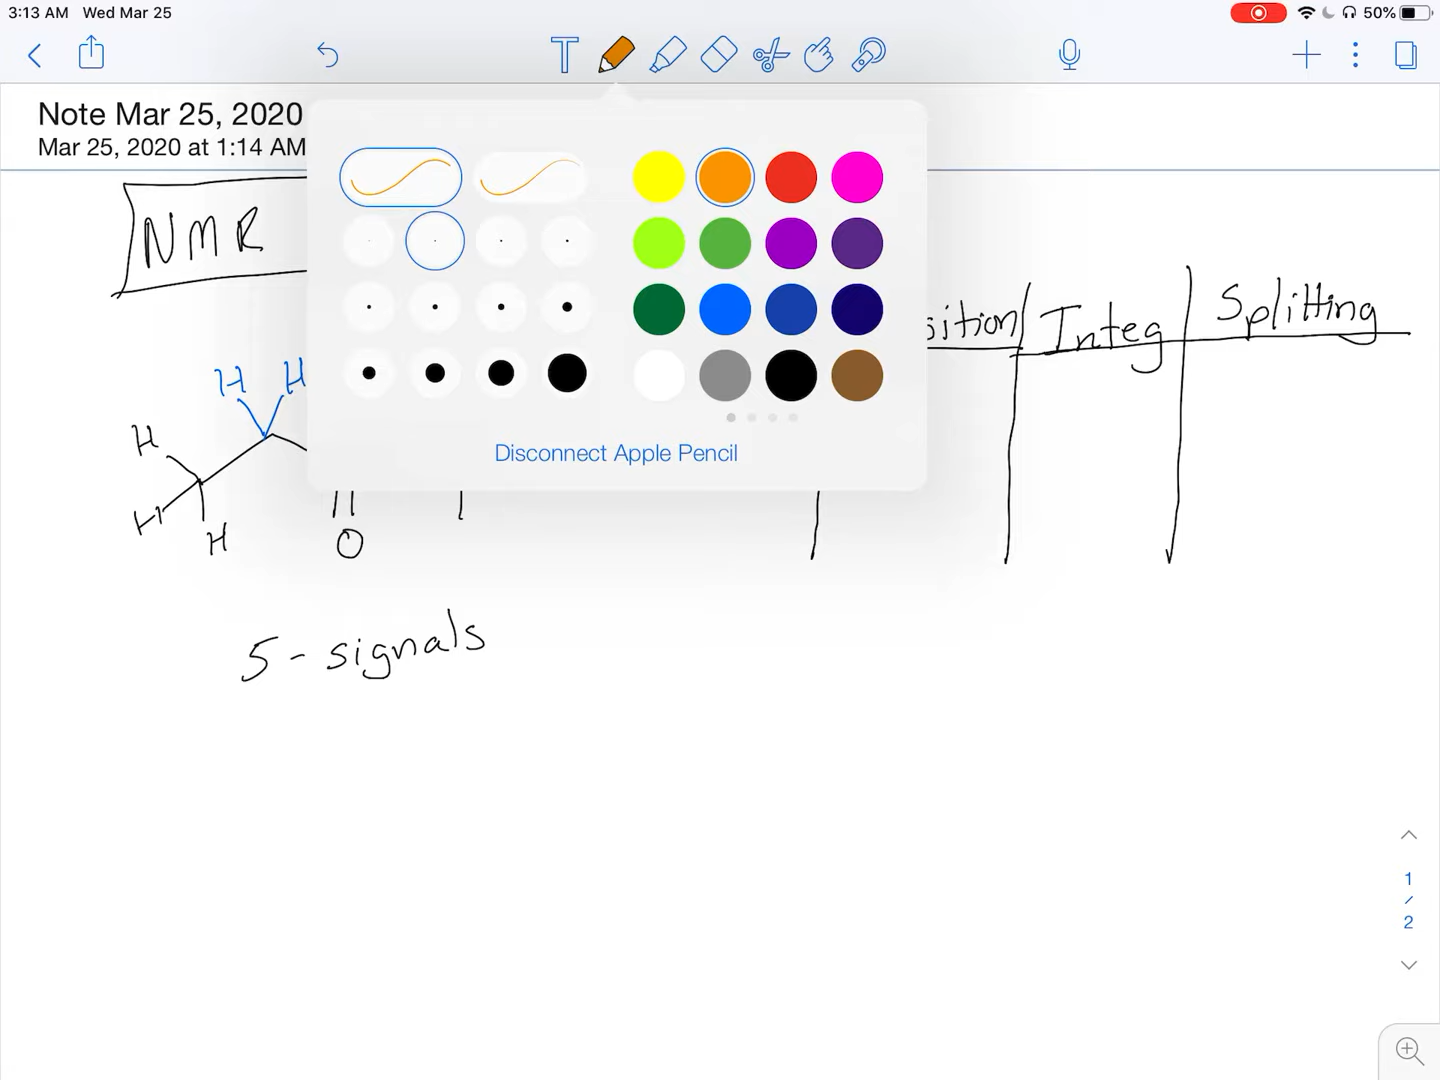 3:13 AM Wed Mar 25
50%
T
Note Mar 25, 2020
Mar 25, 2020 at 1:14 AM
NMR
sition Integ Splitting
H H
H
H
H
O
Disconnect Apple Pencil
5 - signals
1
/
2